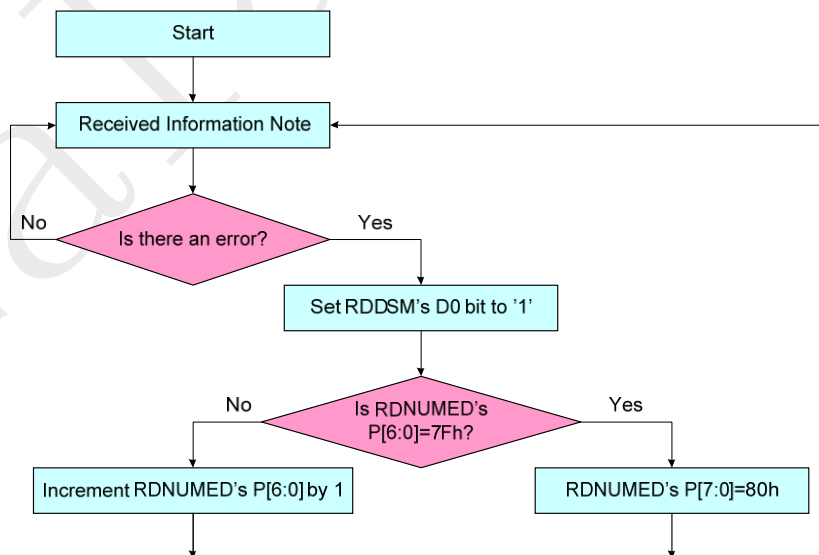 Start
Received Information Note
No
Yes
Is there an error?
Set RDDSM's D0 bit to '1'
No
Yes
Is RDNUMED's
P[6:0]=7Fh?
Increment RDNUMED's P[6:0] by 1
RDNUMED's P[7:0]=80h